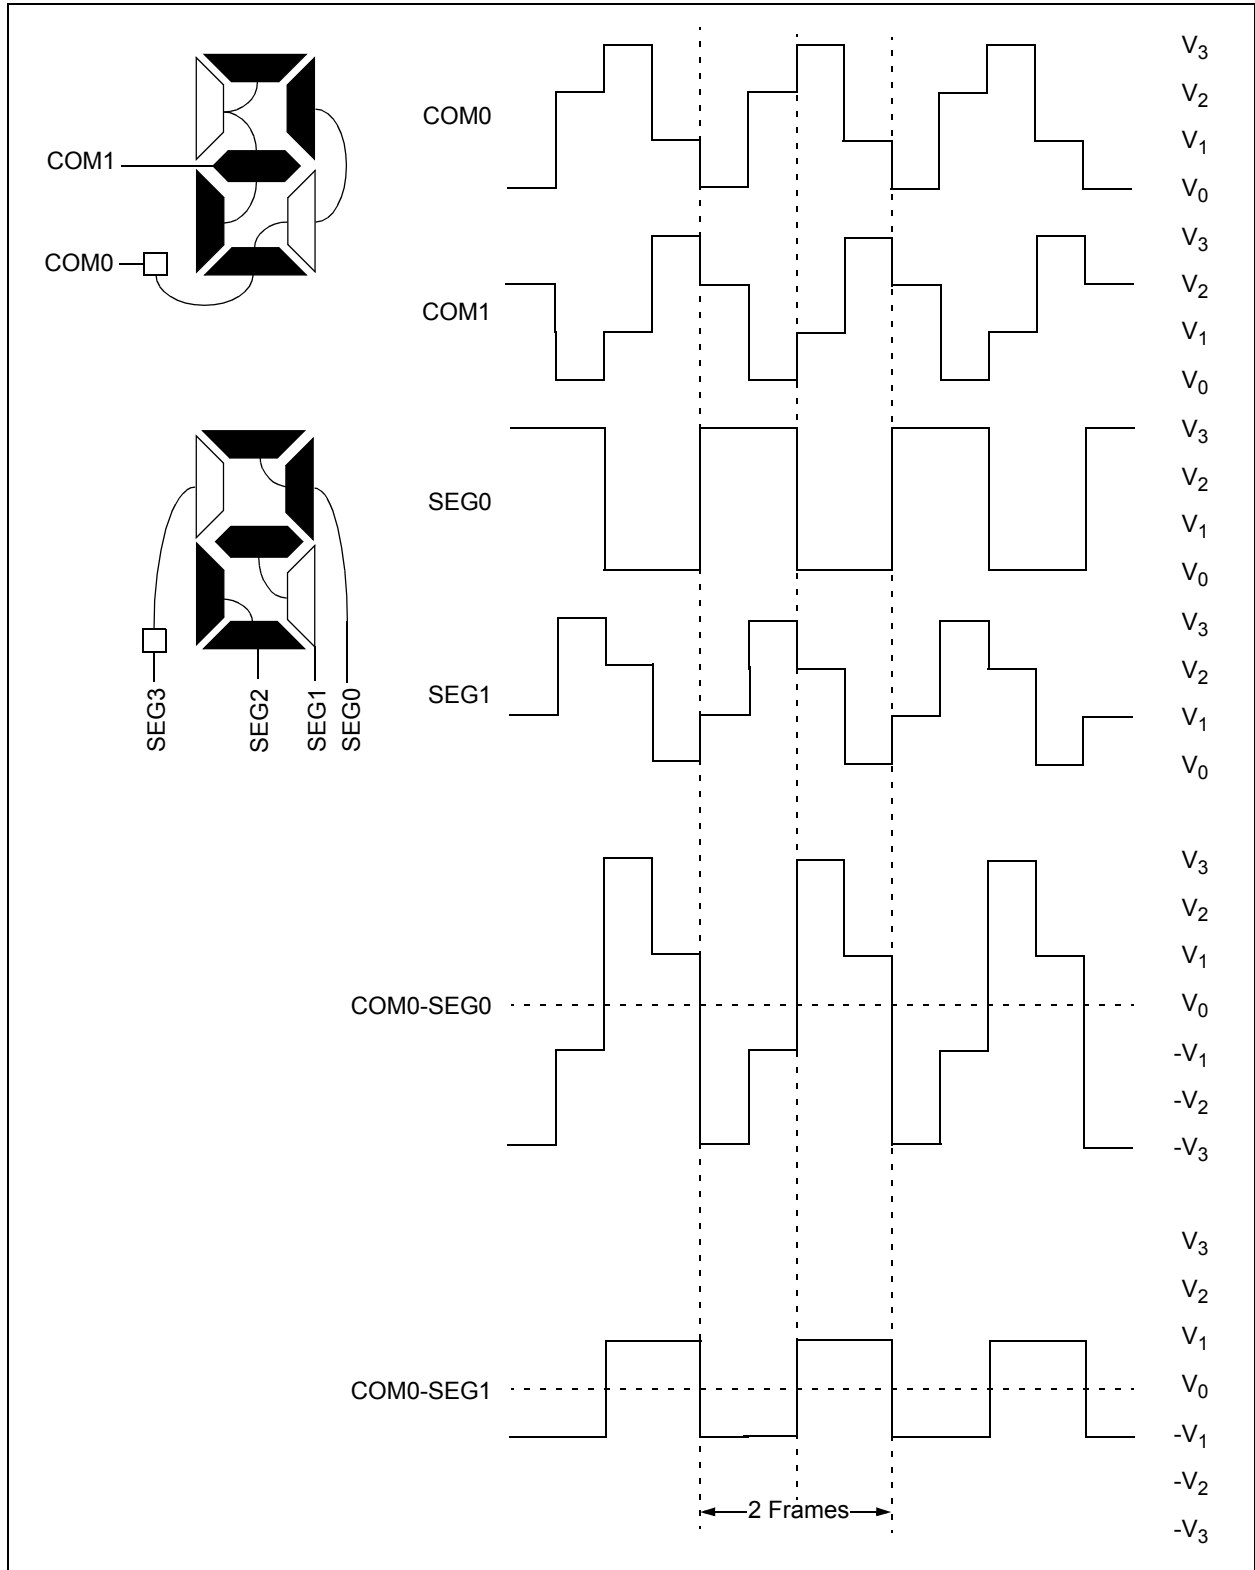 COM1
COM0
SEG3
SEG2
SEG1
SEG0
COM0
V3
V2
V1
V0
COM1
V3
V2
V1
V0
SEG0
V3
V2
V1
V0
SEG1
V3
V2
V1
V0
COM0-SEG0
V3
V2
V1
V0
-V1
-V2
-V3
COM0-SEG1
V3
V2
V1
V0
-V1
-V2
-V3
2 Frames